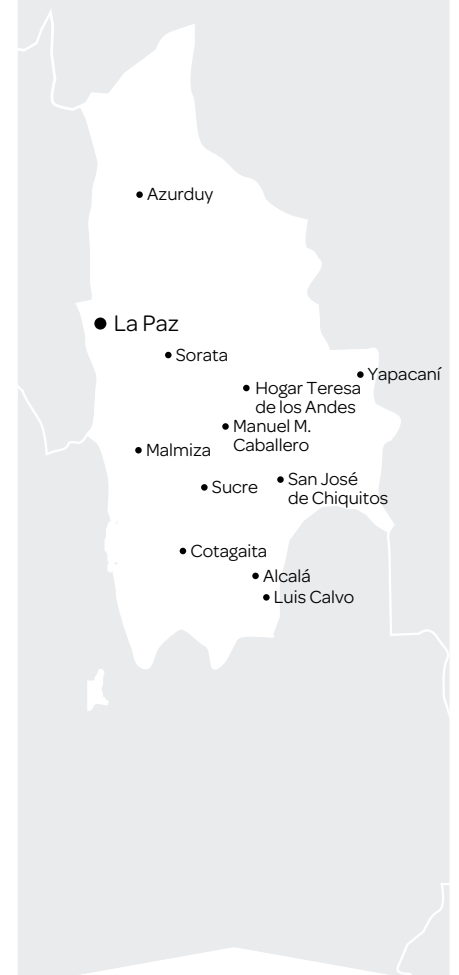 Azurduy
La Paz
Sorata
Yapacaní
Hogar Teresa
de los Andes
Manuel M.
Caballero
Malmiza
San José
de Chiquitos
Sucre
Cotagaita
Alcalá
Luis Calvo